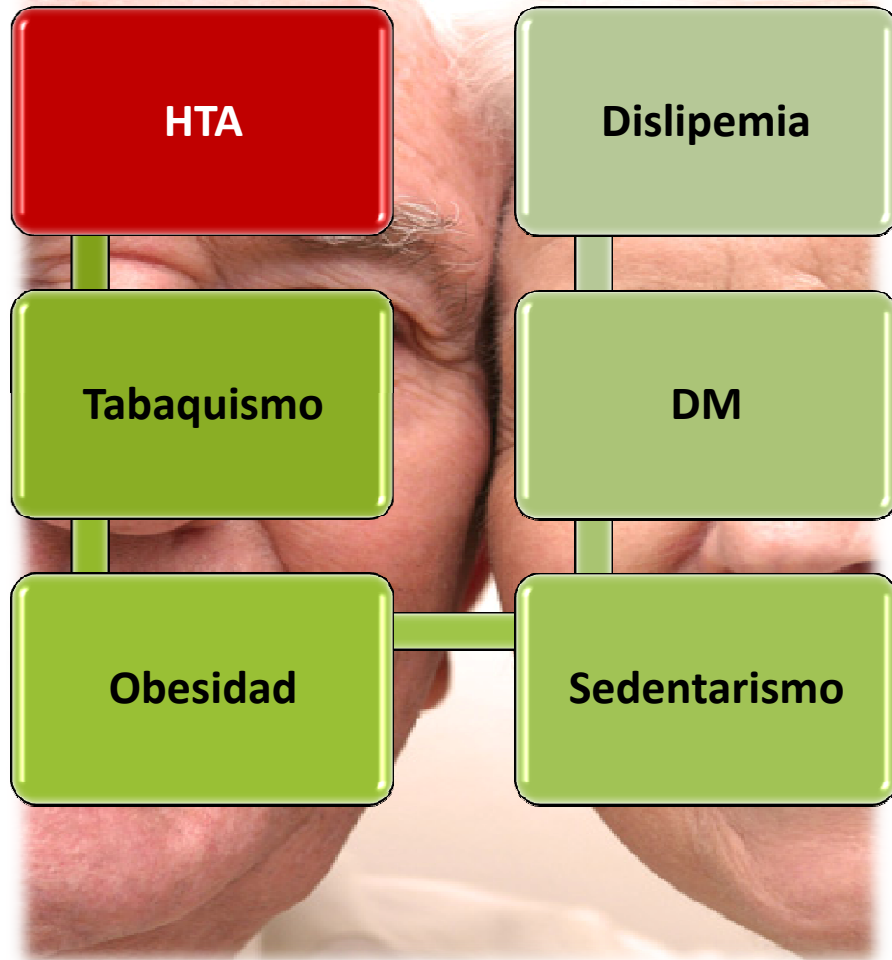 HTA
Tabaquismo
Obesidad
Sedentarismo
DM
Dislipemia